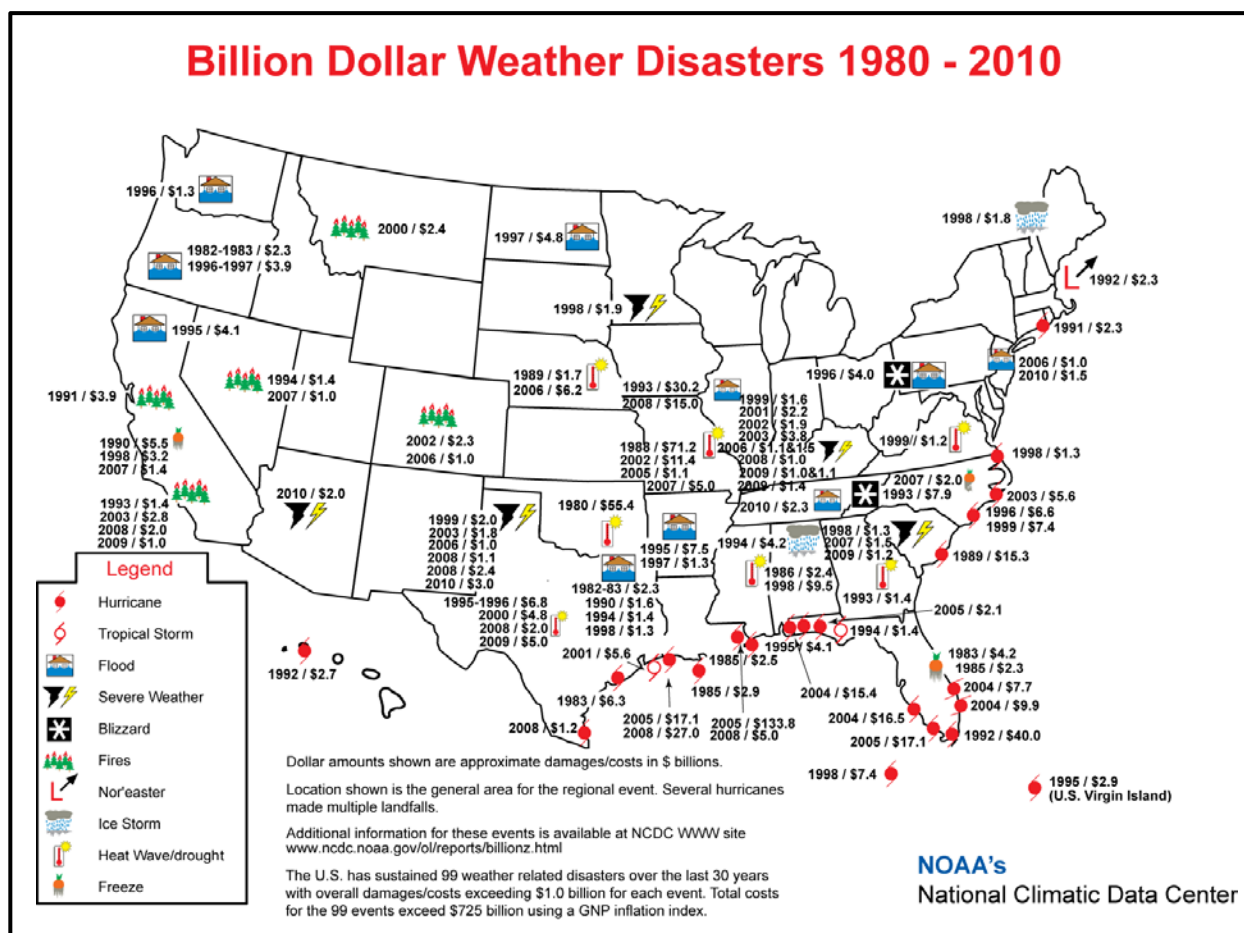 Billion Dollar Weather Disasters 1980 - 2010
1996 / $1.3
2000 / $2.4
1997 / $4.8
1998 / $1.8
1982-1983 / $2.3
1996-1997 / $3.9
1992 / $2.3
1998 / $1.9
1995 / $4.1
1991 / $2.3
1991 / $3.9
1994 / $1.4
2007 / $1.0
1989 / $1.7
2006 / $6.2
1993 / $30.2
2008 / $15.0
1996 / $4.0
2006 / $1.0
2010 / $1.5
1999 / $1.6
2001 / $2.2
2002 / $1.9
2003 / $3.8
2006 / $1.1&1.5
2008 / $1.0
2009 / $1.0&1.1
2009 / $1.4
1990 / $5.5
1998 / $3.2
2007 / $1.4
2002 / $2.3
2006 / $1.0
1988 / $71.2
2002 / $11.4
2005 / $1.1
2007 / $5.0
1999// $1.2
1998 / $1.3
1993 / $1.4
2003 / $2.8
2008 / $2.0
2009 / $1.0
2010 / $2.0
2007 / $2.0
1993 / $7.9
2010 / $2.3
2003 / $5.6
1996 / $6.6
1999 / $7.4
1999 / $2.0
2003 / $1.8
2006 / $1.0
2008 / $1.1
2008 / $2.4
2010 / $3.0
1980 / $55.4
1995 / $7.5
1997 / $1.3
1994 / $4.2
1986 / $2.4
1998 / $9.5
1998 / $1.3
2007 / $1.5
2009 / $1.2
1989 / $15.3
1993 / $1.4
1982-83 / $2.3
1990 / $1.6
1994 / $1.4
1998 / $1.3
1995-1996 / $6.8
2000 / $4.8
2008 / $2.0
2009 / $5.0
2005 / $2.1
1994 / $1.4
1995 / $4.1
2001 / $5.6
1985 / $2.5
1983 / $4.2
1985 / $2.3
1992 / $2.7
1983 / $6.3
1985 / $2.9
2004 / $15.4
2004 / $7.7
2004 / $9.9
2004 / $16.5
2008 / $1.2
2005 / $17.1
2008 / $27.0
2005 / $133.8
2008 / $5.0
2005 / $17.1
1992 / $40.0
1998 / $7.4
1995 / $2.9
(U.S. Virgin Island)
Legend
Hurricane
Tropical Storm
Flood
Severe Weather
Blizzard
Fires
L
Nor'easter
Ice Storm
Heat Wave/drought
Freeze
Dollar amounts shown are approximate damages/costs in $ billions.
Location shown is the general area for the regional event. Several hurricanes
made multiple landfalls.
Additional information for these events is available at NCDC WWW site
www.ncdc.noaa.gov/ol/reports/billionz.html
The U.S. has sustained 99 weather related disasters over the last 30 years
with overall damages/costs exceeding $1.0 billion for each event. Total costs
for the 99 events exceed $725 billion using a GNP inflation index.
NOAA's
National Climatic Data Center